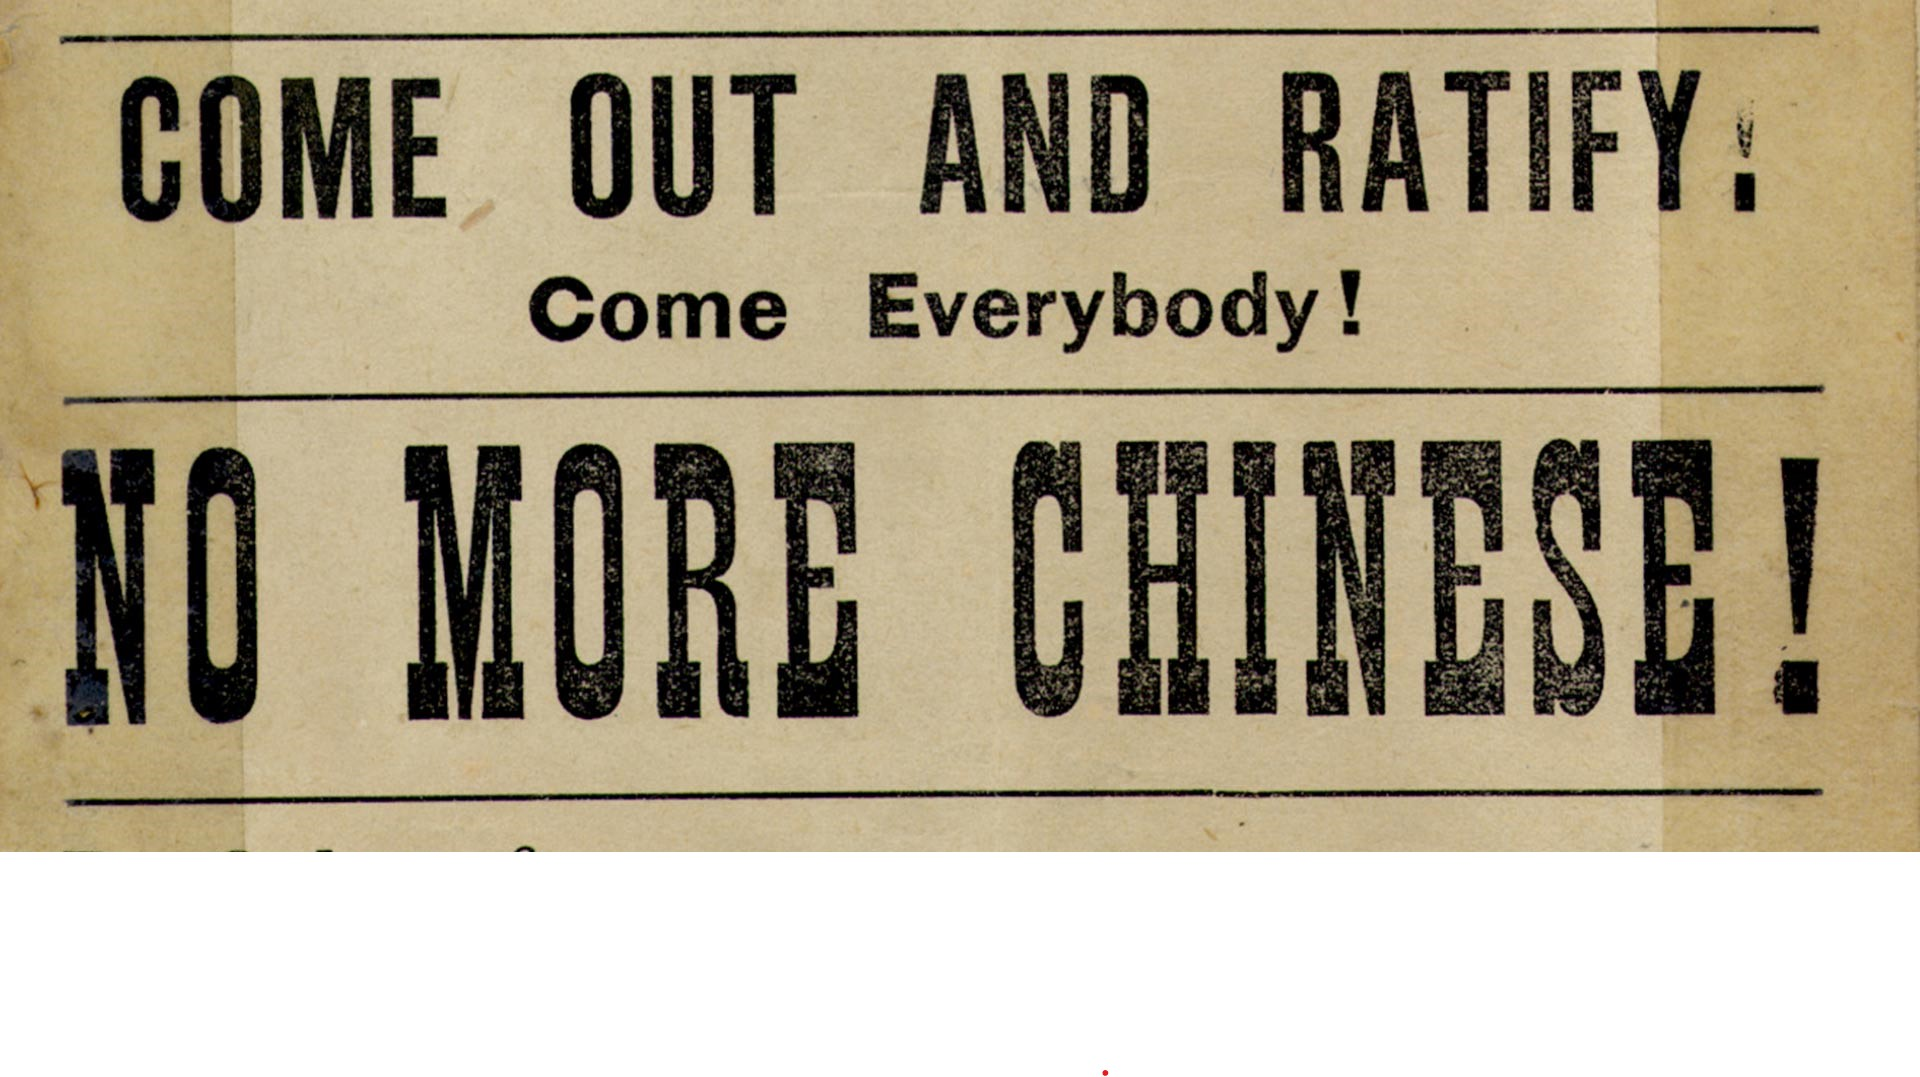 COME OUT AND RATIFY!
Come Everybody!
NO MORE CHINESE!